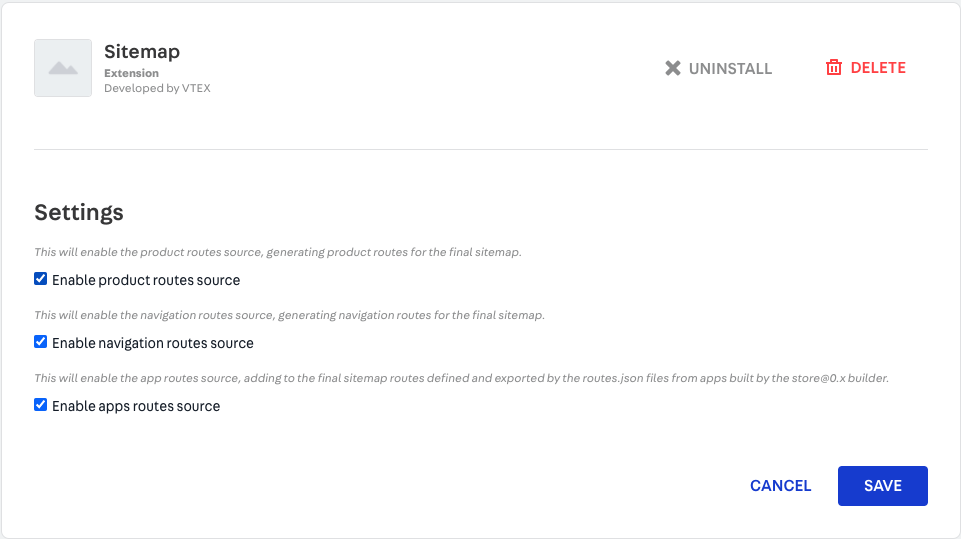 Sitemap
Extension
Developed by VTEX
UNINSTALL
DELETE
Settings
This will enable the product routes source, generating product routes for the final sitemap.
Enable product routes source
This will enable the navigation routes source, generating navigation routes for the final sitemap.
Enable navigation routes source
This will enable the app routes source, adding to the final sitemap routes defined and exported by the routes.json files from apps built by the store@0.x builder.
Enable apps routes source
CANCEL
SAVE